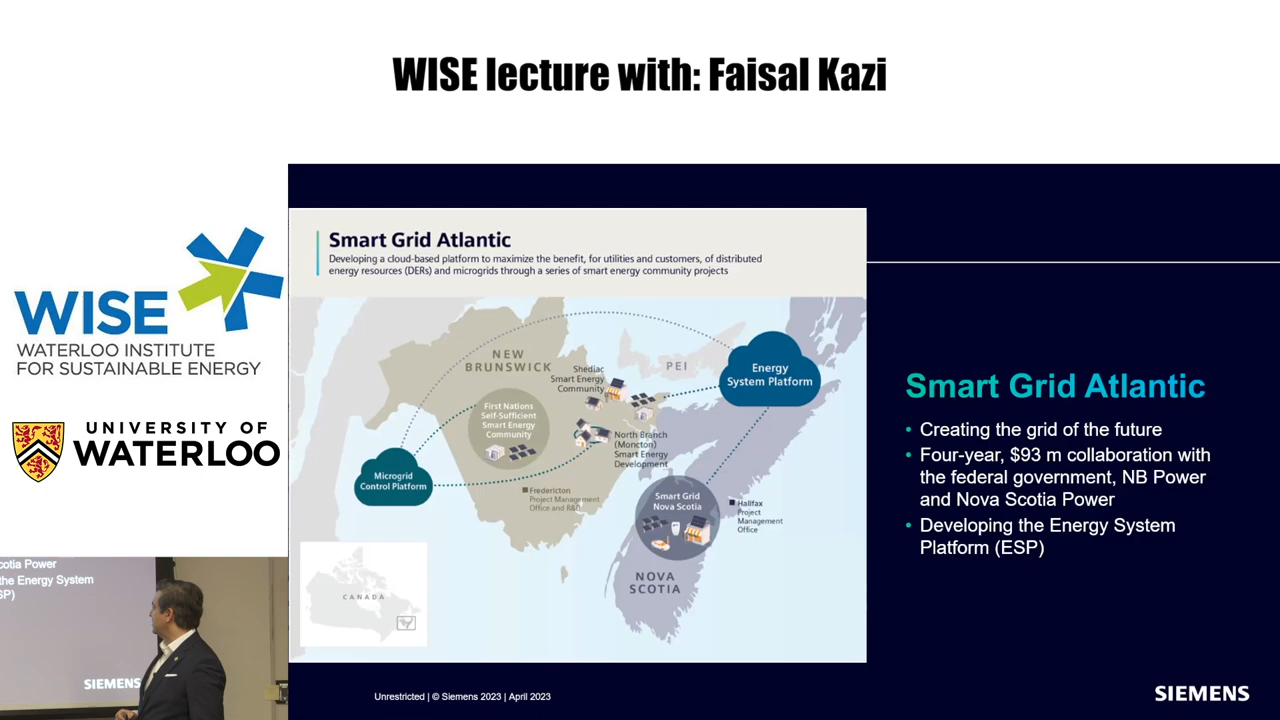 WISE lecture with: Faisal Kazi
WISE
WATERLOO INSTITUTE
FOR SUSTAINABLE ENERGY
UNIVERSITY OF
WATERLOO
Smart Grid Atlantic
Developing a cloud-based platform to maximize the benefit, for utilities and customers, of distributed
energy resources (DERs) and microgrids through a series of smart energy community projects
NEW
BRUNSWICK
PEI
Shediac
Smart Energy
Community
Energy
System Platform
First Nations
Self-Sufficient
Smart Energy
Community
North Branch
(Moncton)
Smart Energy
Development
Microgrid
Control Platform
Fredericton
Project Management
Office and R&D
Smart Grid
Nova Scotia
Halifax
Project
Management
Office
NOVA
SCOTIA
CANADA
Smart Grid Atlantic
• Creating the grid of the future
• Four-year, $93 m collaboration with
the federal government, NB Power
and Nova Scotia Power
• Developing the Energy System
Platform (ESP)
Unrestricted | © Siemens 2023 | April 2023
SIEMENS
cotia Power
the Energy System
SP)
SIEMENS